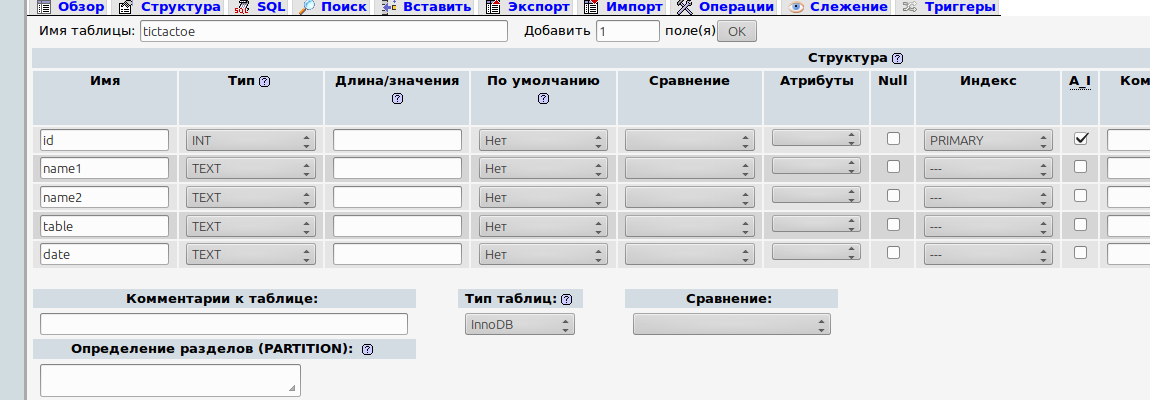 Обзор Структура SQL Поиск Вставить Экспорт Импорт Операции Слежение Триггеры
Имя таблицы: tictactoe Добавить 1 поле(я) OK
Структура
Имя Тип Длина/значения По умолчанию Сравнение Атрибуты Null Индекс A_I Ком
id INT Нет PRIMARY
name1 TEXT Нет ---
name2 TEXT Нет ---
table TEXT Нет ---
date TEXT Нет ---
Комментарии к таблице: Тип таблиц: Сравнение:
InnoDB
Определение разделов (PARTITION):